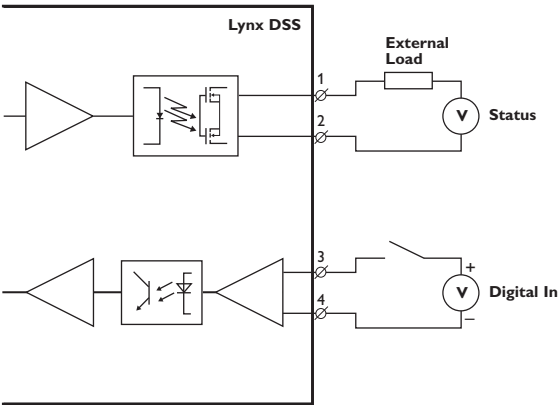 Lynx DSS
External
Load
1
V
Status
2
3
+
V
Digital In
4
–